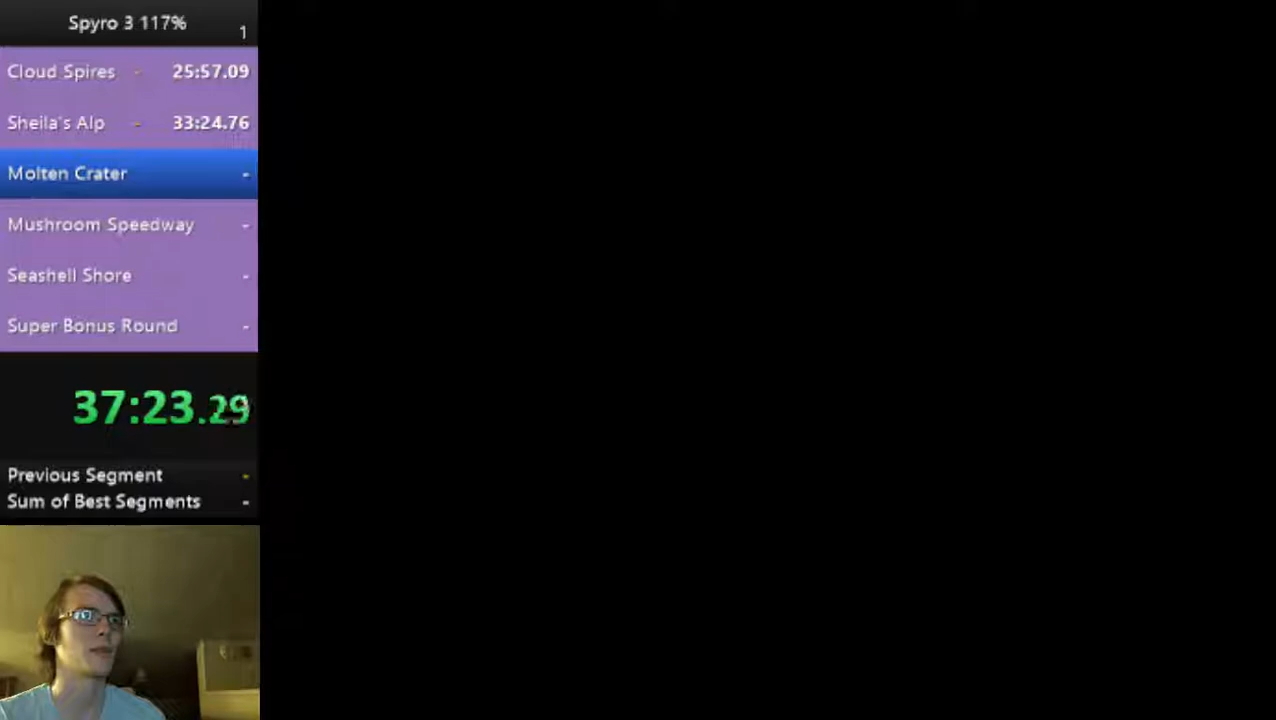 Spyro 3 117%
1
Cloud Spires - 25:57.09
Sheila's Alp - 33:24.76
Molten Crater -
Mushroom Speedway -
Seashell Shore -
Super Bonus Round -
37:23.29
Previous Segment -
Sum of Best Segments -